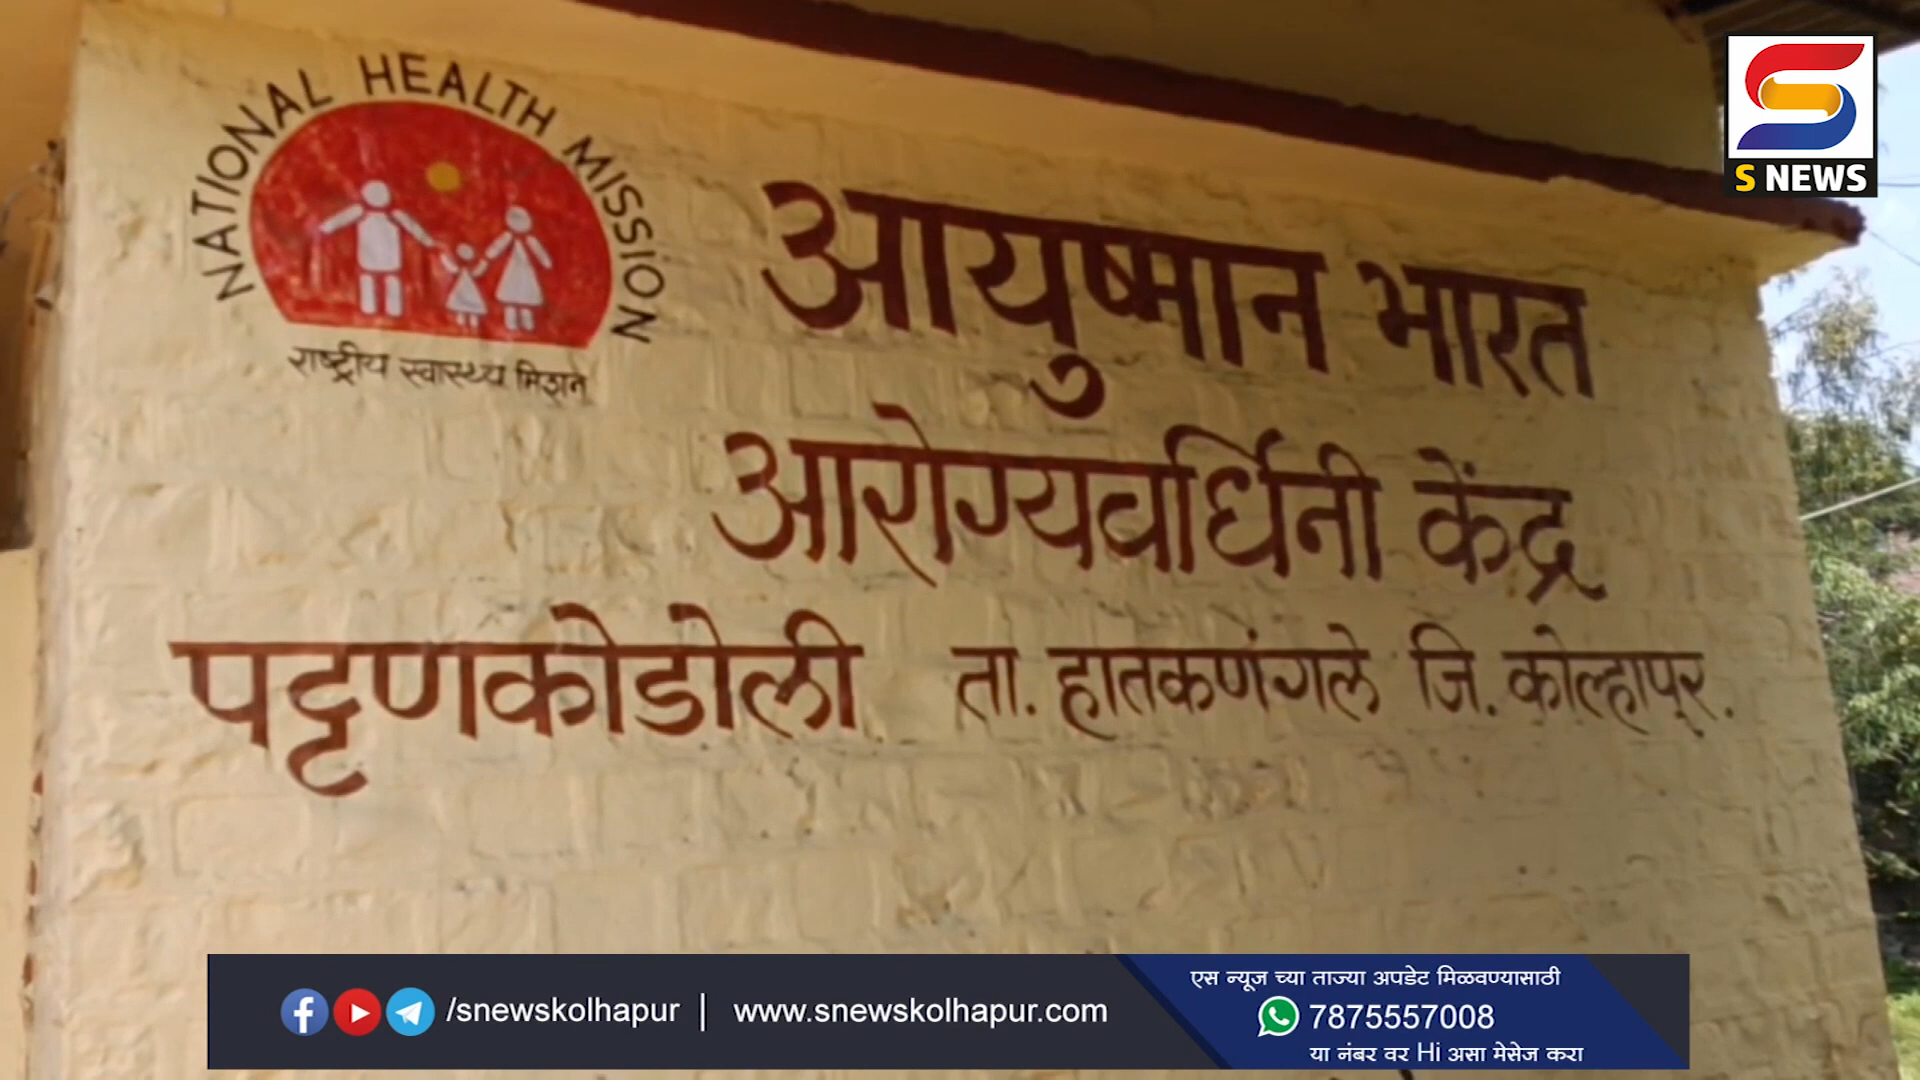 NATIONAL HEALTH MISSION
राष्ट्रीय स्वास्थ्य मिशन
आयुष्मान भारत
आरोग्यवर्धिनी केंद्र
पट्टणकोडोली ता. हातकणंगले जि. कोल्हापूर.
S NEWS
/snewskolhapur | www.snewskolhapur.com
एस न्यूज च्या ताज्या अपडेट मिळवण्यासाठी
7875557008
या नंबर वर Hi असा मेसेज करा